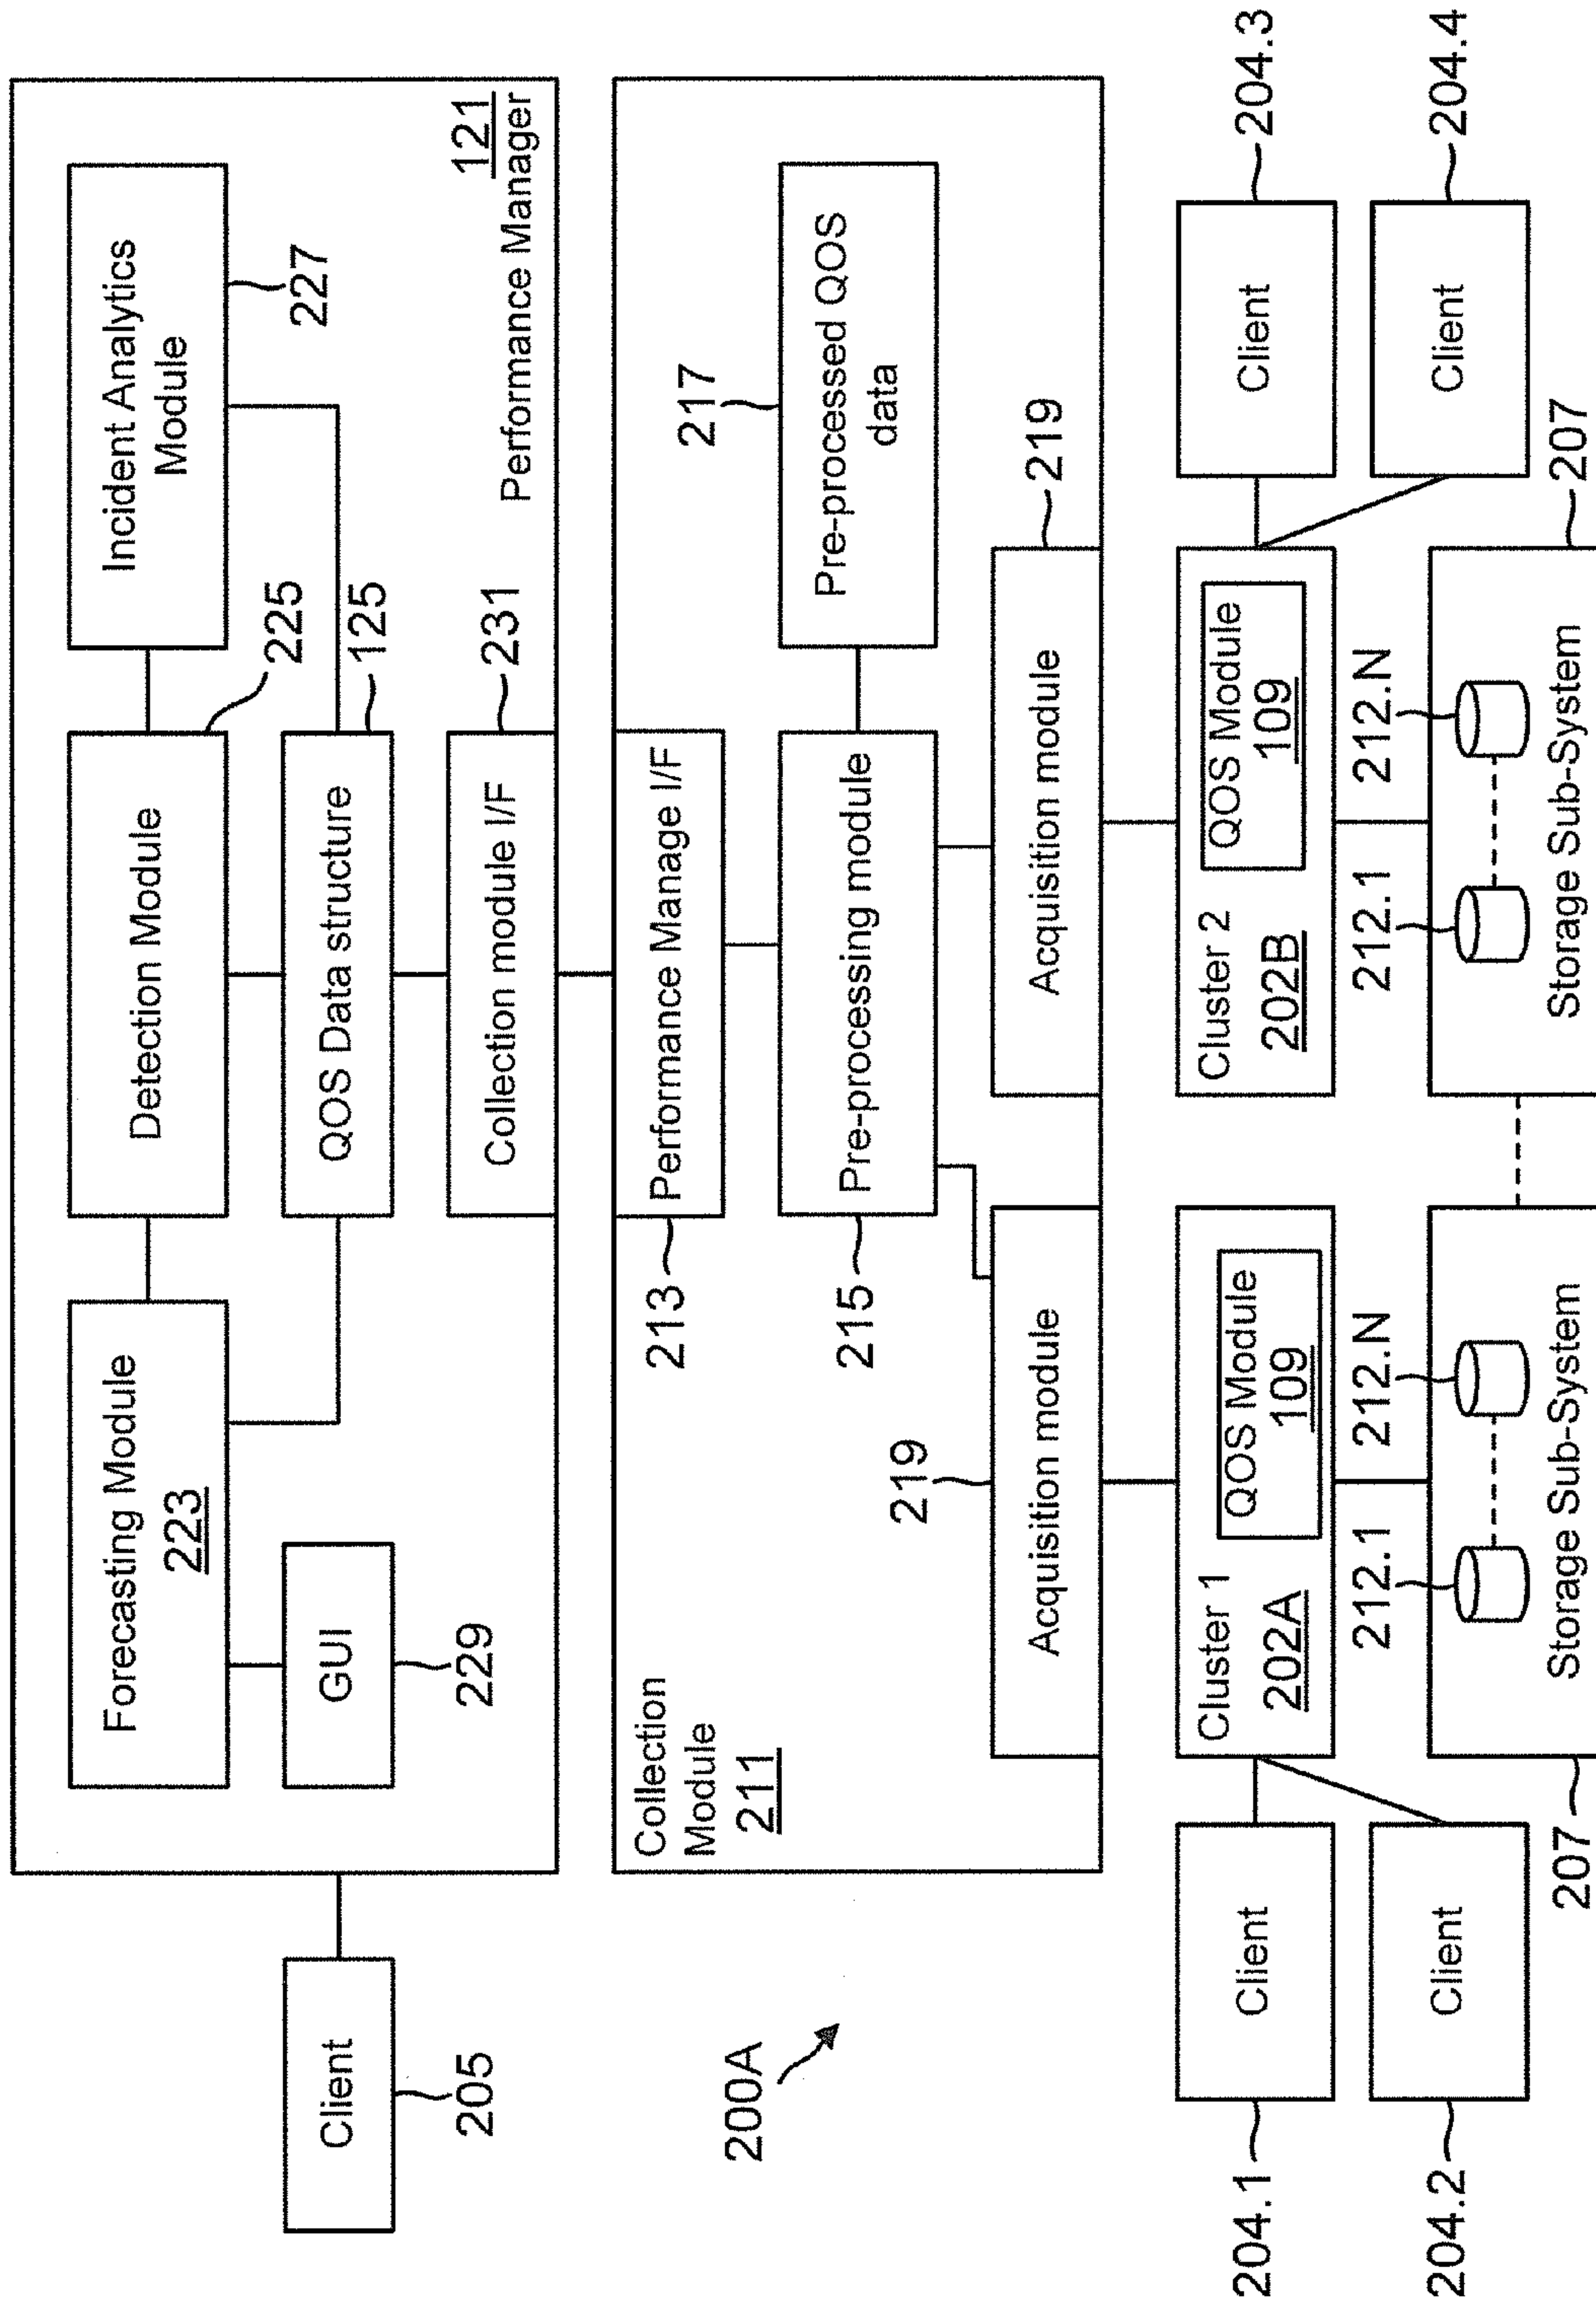 Forecasting Module
223
Detection Module
225
Incident Analytics
Module
227
GUI
229
QOS Data structure
125
Collection module I/F
231
121
Performance Manager
Client
205
200A
Collection
Module
211
213
Performance Manage I/F
215
Pre-processing module
217
Pre-processed QOS
data
219
Acquisition module
Acquisition module
219
204.1
Client
204.2
Client
Cluster 1
202A
QOS Module
109
212.1
212.N
Storage Sub-System
207
Cluster 2
202B
QOS Module
109
212.1
212.N
Storage Sub-System
207
Client
204.3
Client
204.4